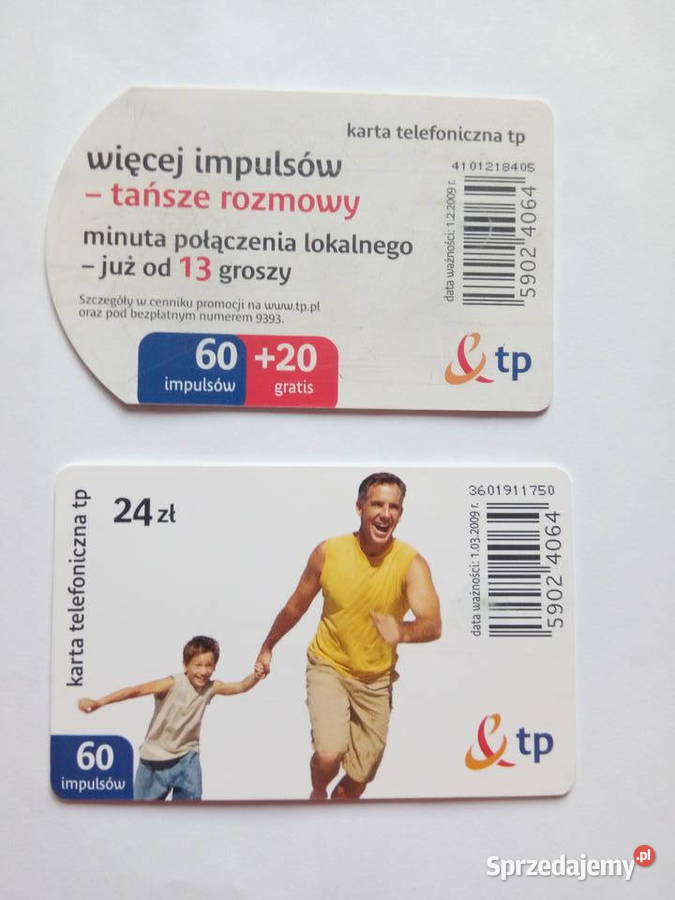 karta telefoniczna tp
więcej impulsów
– tańsze rozmowy
minuta połączenia lokalnego
– już od 13 groszy
Szczegóły w cenniku promocji na www.tp.pl
oraz pod bezpłatnym numerem 9393.
60 +20
impulsów gratis
4101218405
data ważności: 1.2.2009 r.
5902 4064
tp
karta telefoniczna tp
24 zł
60
impulsów
3601911750
data ważności: 1.03.2009 r.
5902 4064
tp
Sprzedajemy.pl